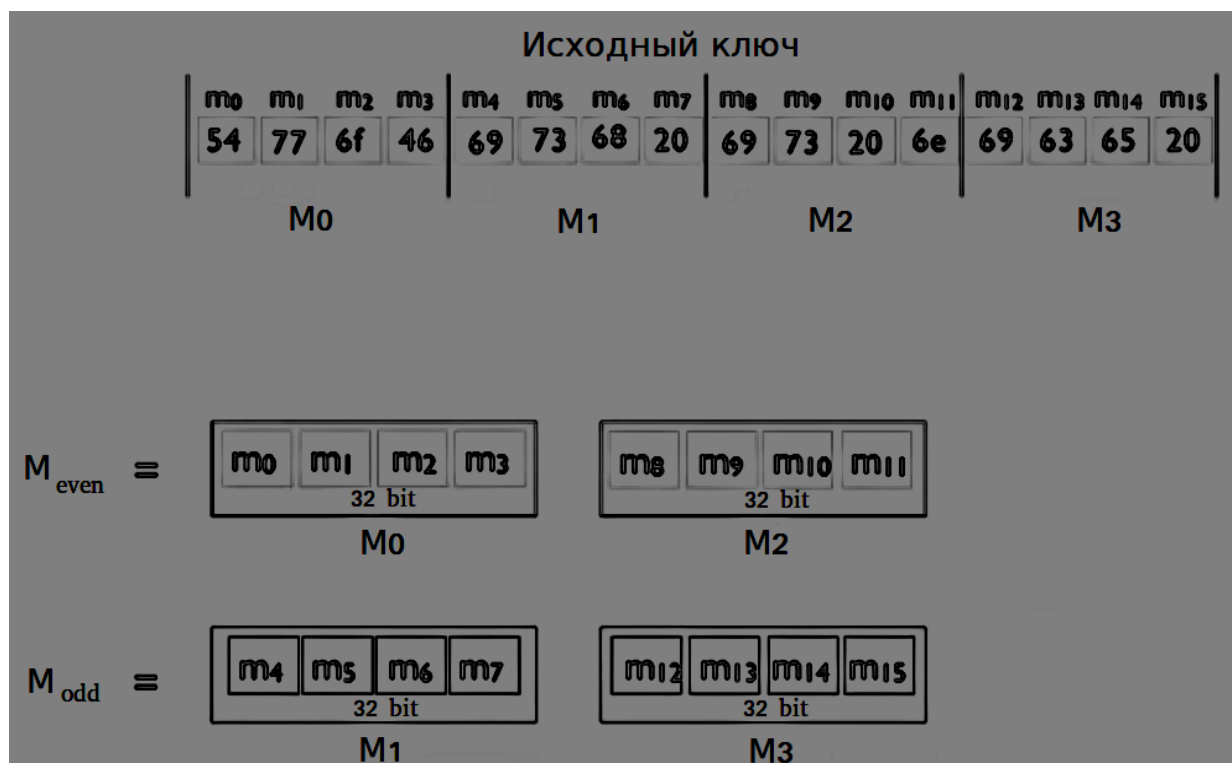 Исходный ключ
m0 m1 m2 m3 m4 m5 m6 m7 m8 m9 m10 m11 m12 m13 m14 m15
54 77 6f 46 69 73 68 20 69 73 20 6e 69 63 65 20
M0 M1 M2 M3
M even = m0 m1 m2 m3 m8 m9 m10 m11
32 bit 32 bit
M0 M2
M odd = m4 m5 m6 m7 m12 m13 m14 m15
32 bit 32 bit
M1 M3